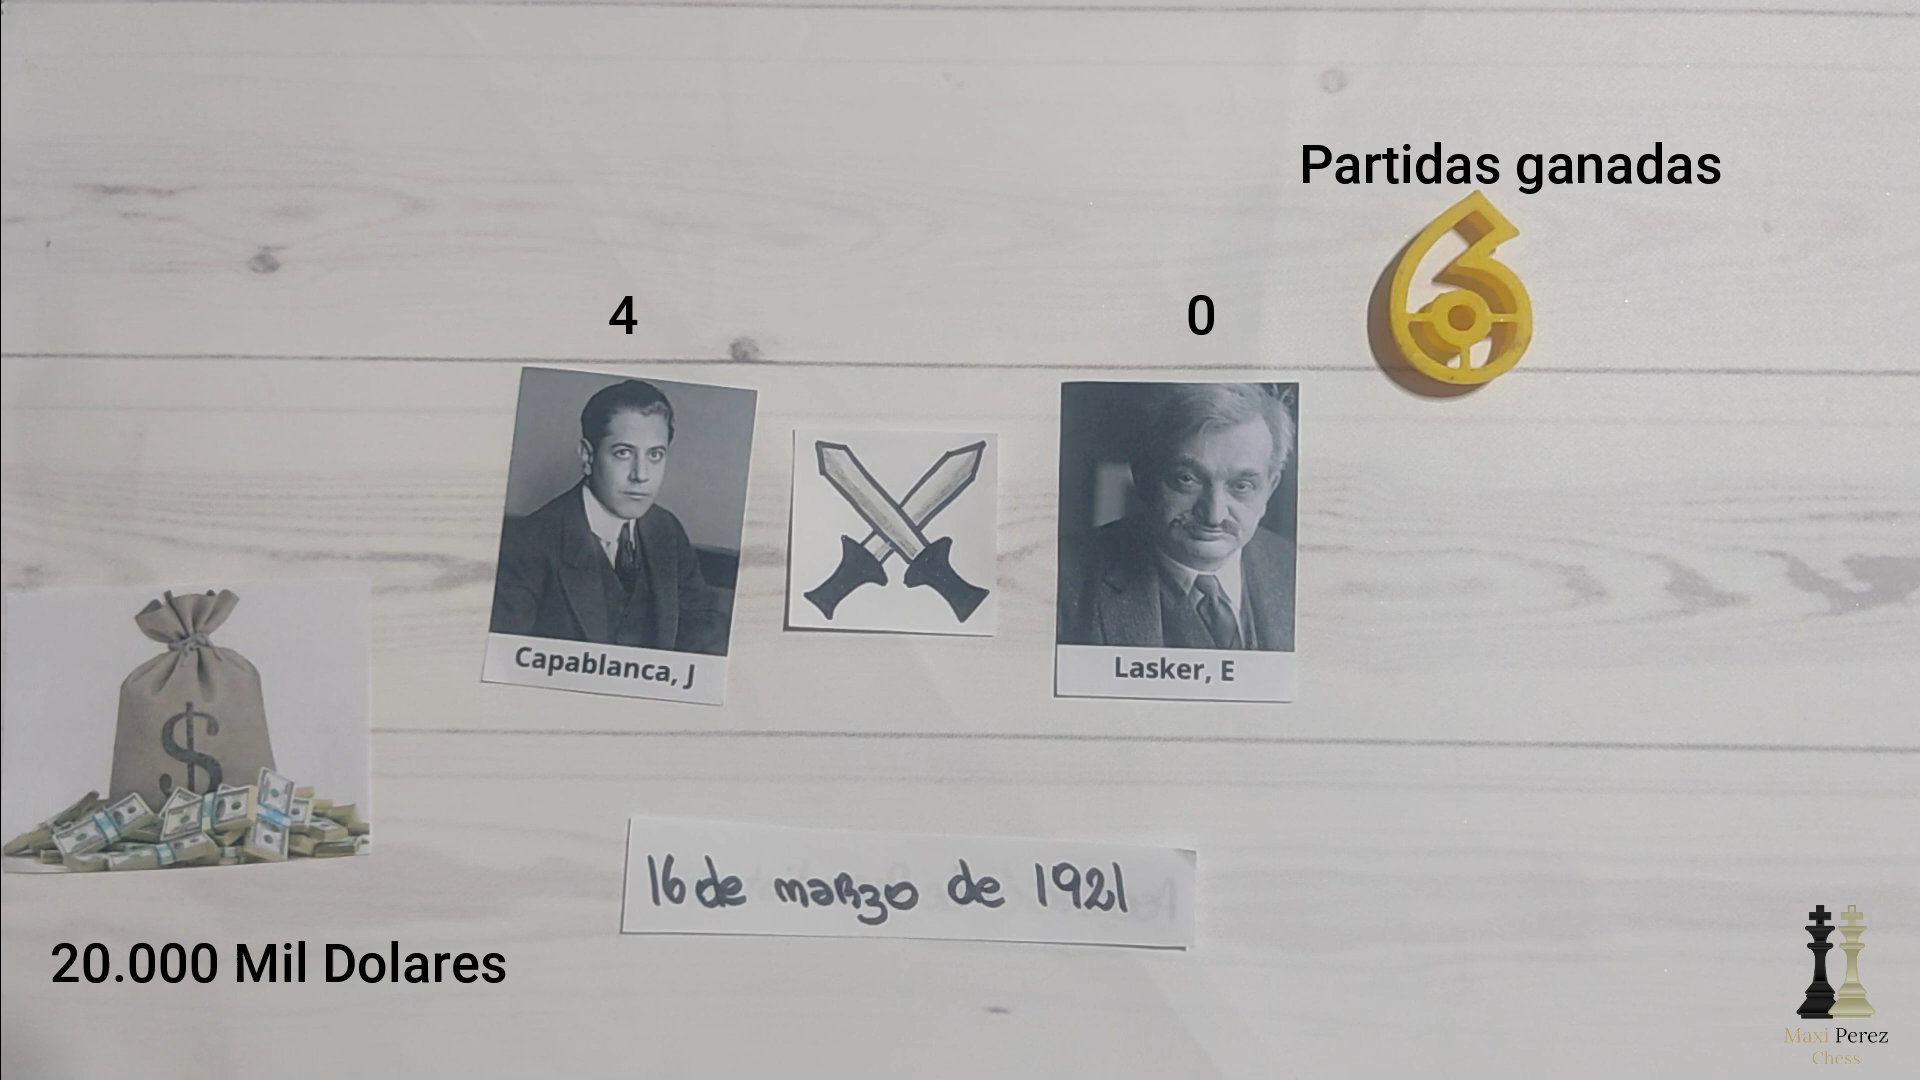 Partidas ganadas
6
4
0
Capablanca, J
Lasker, E
$
16 de marzo de 1921
20.000 Mil Dolares
Maxi Perez
Chess